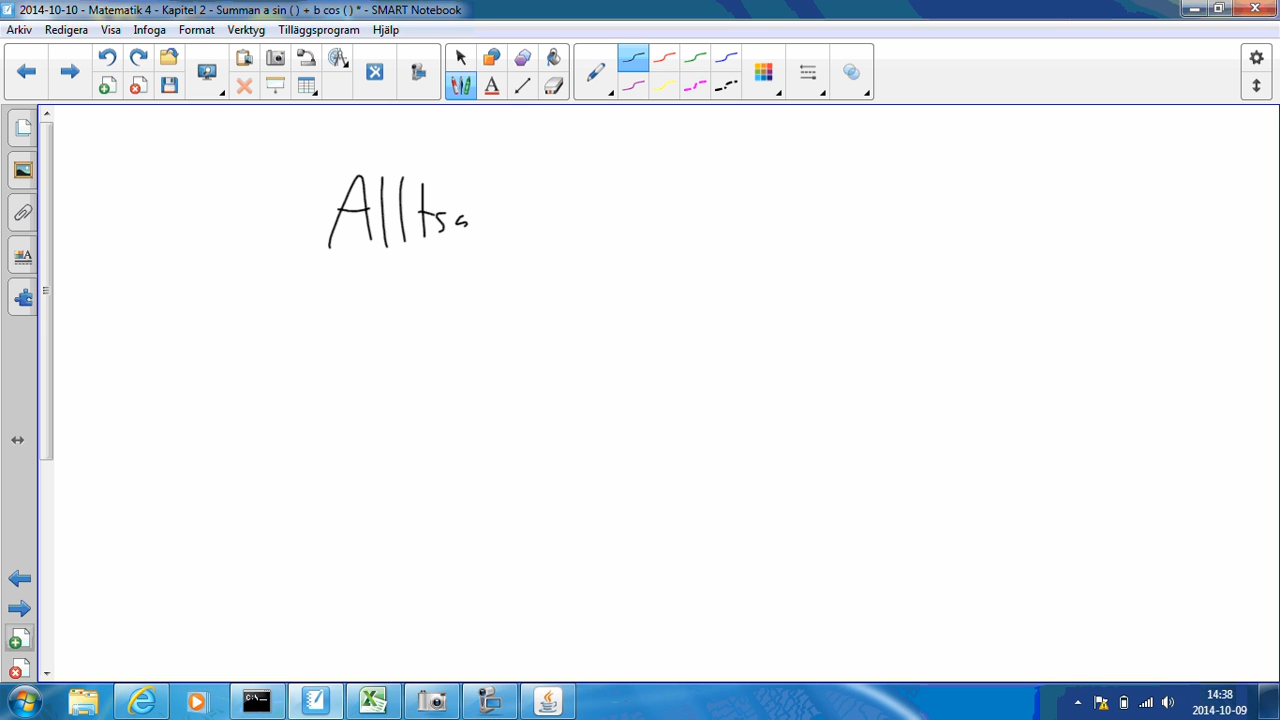 2014-10-10 - Matematik 4 - Kapitel 2 - Summan a sin ( ) + b cos ( ) * - SMART Notebook
Arkiv Redigera Visa Infoga Format Verktyg Tilläggsprogram Hjälp
Alltsa
14:38
2014-10-09